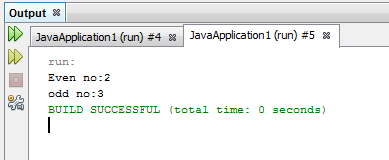 Output
JavaApplication1 (run) #4 JavaApplication1 (run) #5
run:
Even no:2
odd no:3
BUILD SUCCESSFUL (total time: 0 seconds)